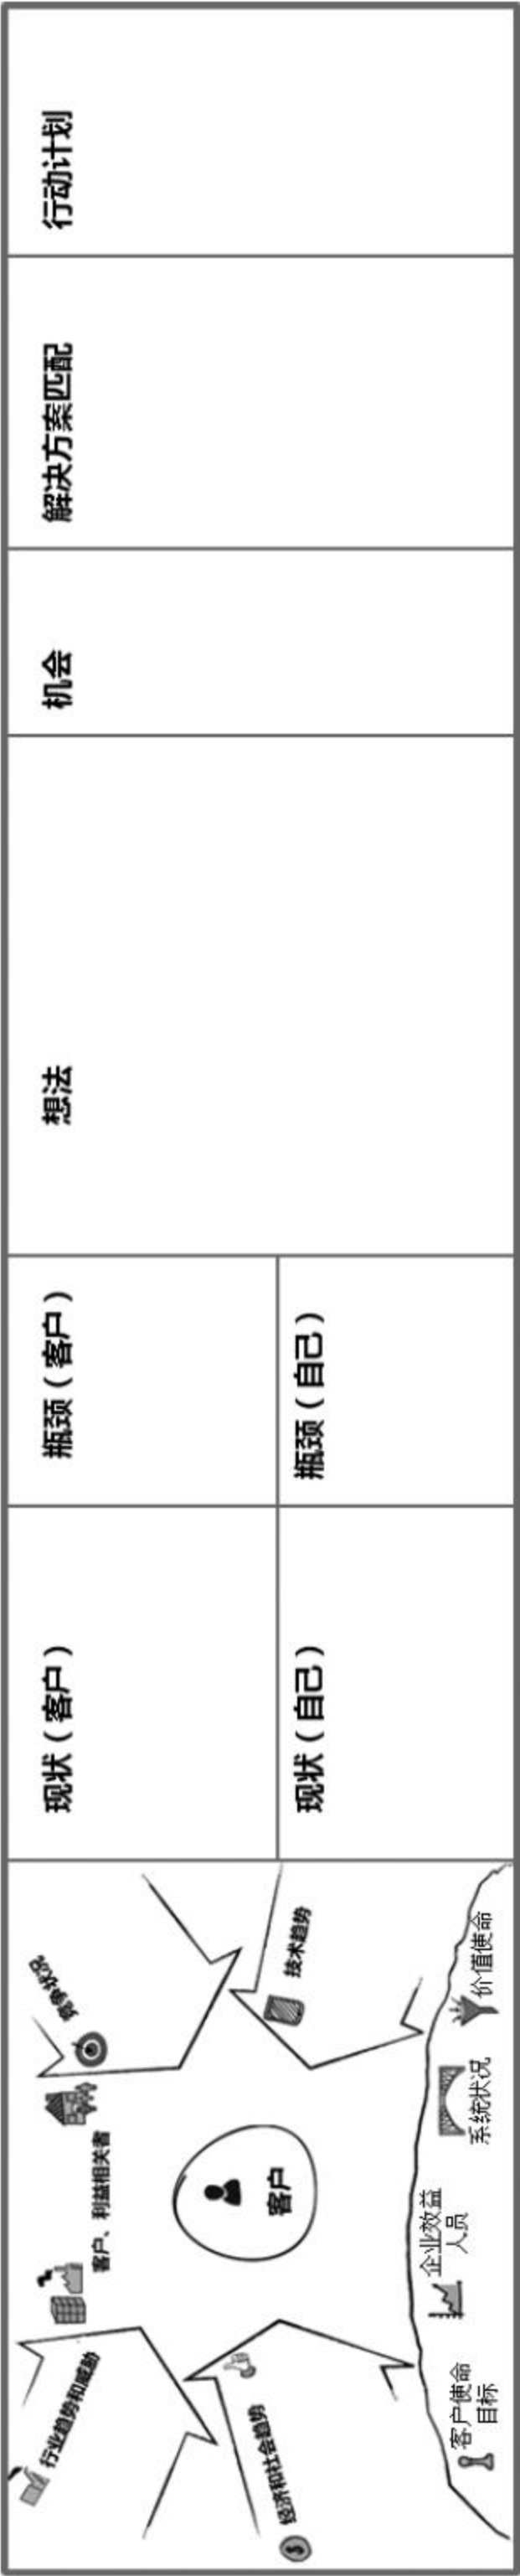 行业趋势和威胁
客户、利益相关者
竞争状况
经济和社会趋势
客户
技术趋势
客户使命
目标
企业效益
人员
系统状况
价值使命
现状（客户）
现状（自己）
瓶颈（客户）
瓶颈（自己）
想法
机会
解决方案匹配
行动计划